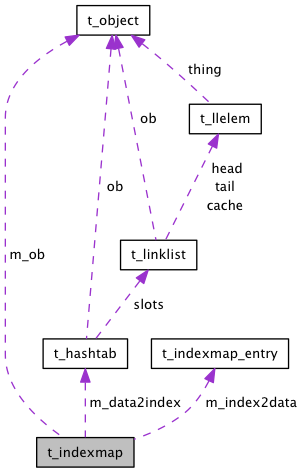 t_object
thing
ob
t_llelem
head
tail
cache
ob
m_ob
t_linklist
slots
t_hashtab
t_indexmap_entry
m_data2index
m_index2data
t_indexmap